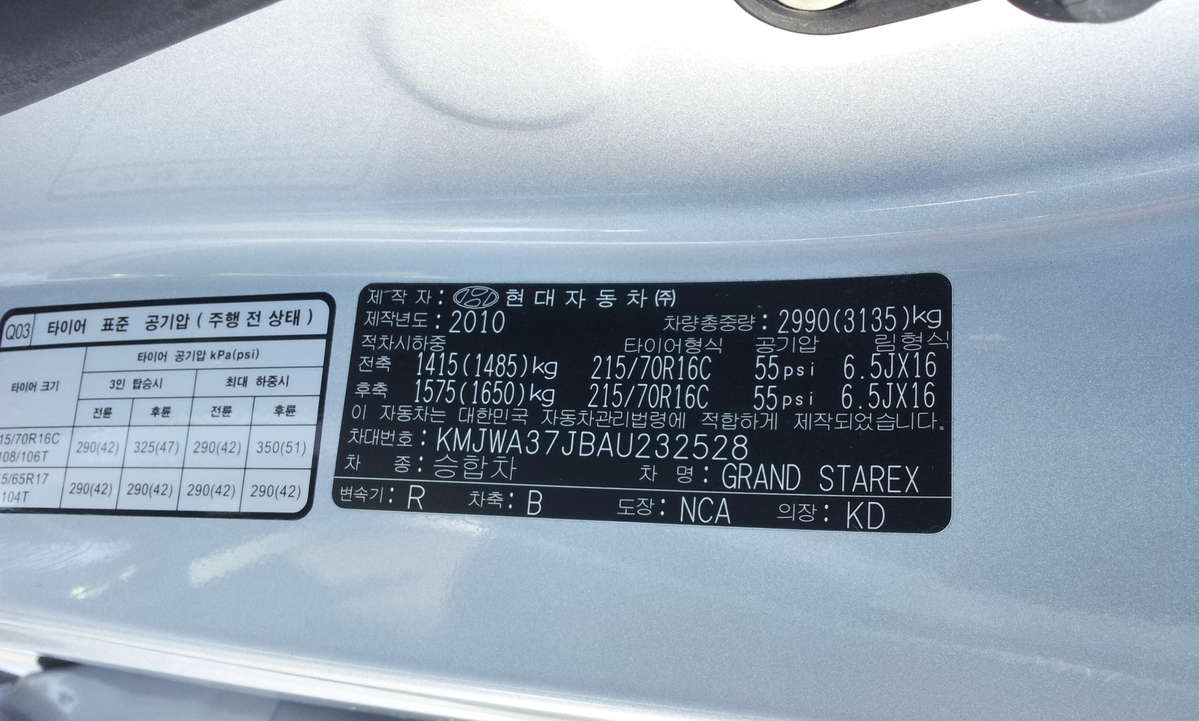 Q03 타이어 표준 공기압 ( 주행 전 상태 )
타이어 크기 타이어 공기압 kPa(psi)
3인 탑승시 최대 하중시
전륜 후륜 전륜 후륜
15/70R16C
108/106T 290(42) 325(47) 290(42) 350(51)
5/65R17
104T 290(42) 290(42) 290(42) 290(42)
제 작 자 : 현대자동차㈜
제작년도 : 2010 차량총중량 : 2990(3135)kg
적차시하중 타이어형식 공기압 림형식
전축 1415(1485)kg 215/70R16C 55psi 6.5JX16
후축 1575(1650)kg 215/70R16C 55psi 6.5JX16
이 자동차는 대한민국 자동차관리법령에 적합하게 제작되었습니다.
차대번호 : KMJWA37JBAU232528
차 종 : 승합차 차 명 : GRAND STAREX
변속기 : R 차축 : B 도장 : NCA 의장 : KD